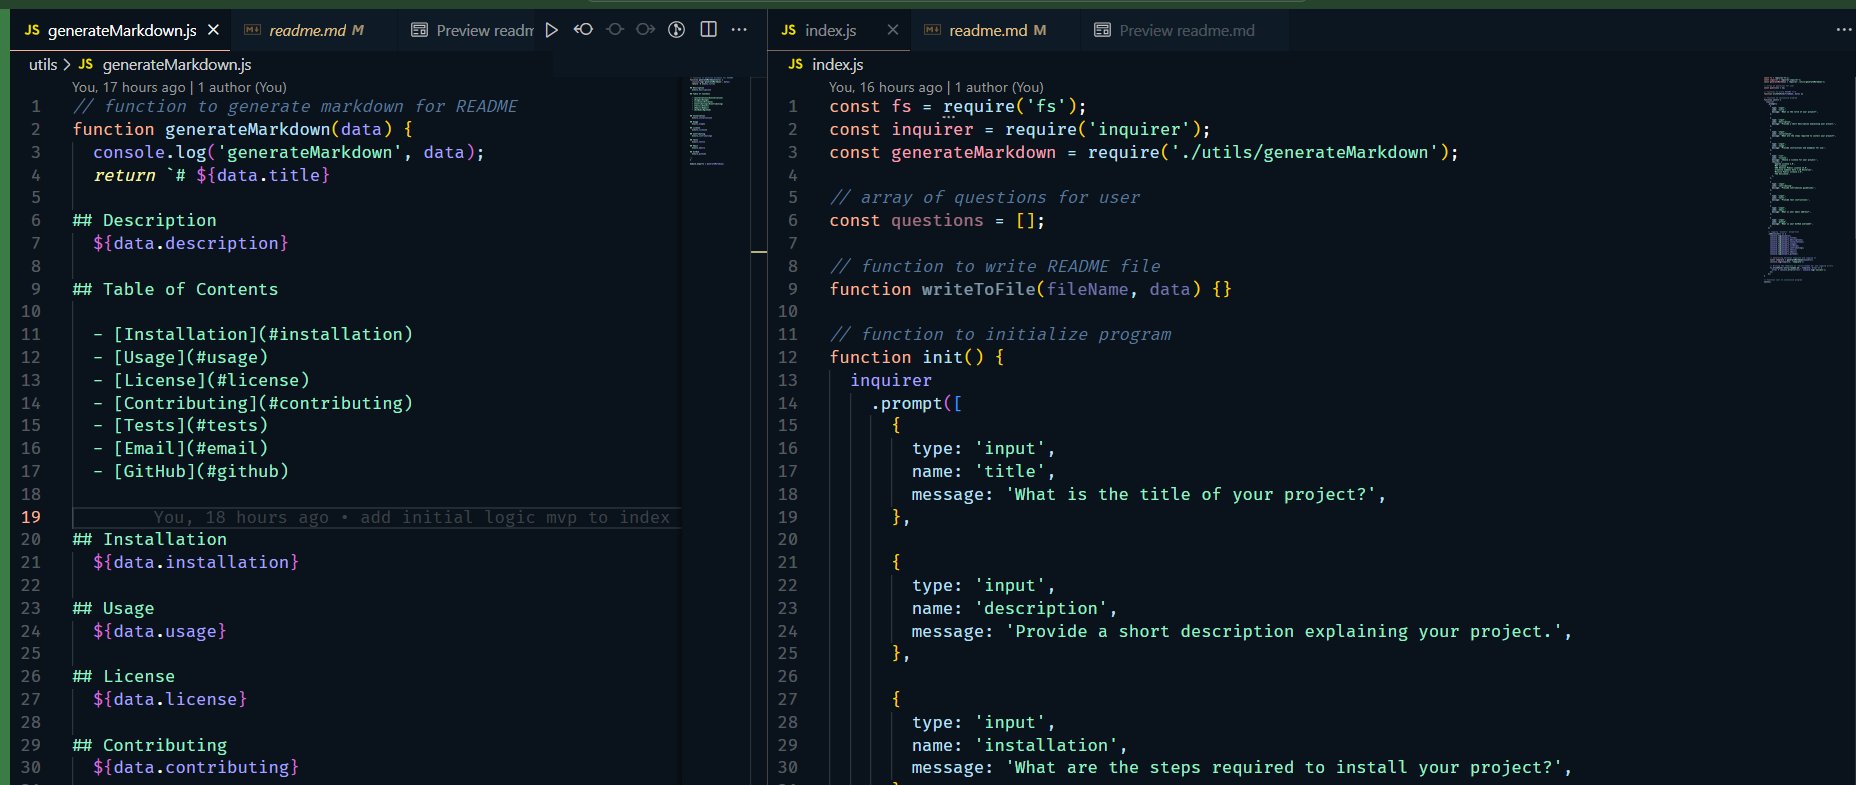 JS generateMarkdown.js × readme.md M Preview readm
utils > JS generateMarkdown.js
You, 17 hours ago | 1 author (You)
1 // function to generate markdown for README
2 function generateMarkdown(data) {
3 console.log('generateMarkdown', data);
4 return `# ${data.title}
5
6 ## Description
7 ${data.description}
8
9 ## Table of Contents
10
11 - [Installation](#installation)
12 - [Usage](#usage)
13 - [License](#license)
14 - [Contributing](#contributing)
15 - [Tests](#tests)
16 - [Email](#email)
17 - [GitHub](#github)
18
19 You, 18 hours ago • add initial logic mvp to index
20 ## Installation
21 ${data.installation}
22
23 ## Usage
24 ${data.usage}
25
26 ## License
27 ${data.license}
28
29 ## Contributing
30 ${data.contributing}
JS index.js × readme.md M Preview readme.md
JS index.js
You, 16 hours ago | 1 author (You)
1 const fs = require('fs');
2 const inquirer = require('inquirer');
3 const generateMarkdown = require('./utils/generateMarkdown');
4
5 // array of questions for user
6 const questions = [];
7
8 // function to write README file
9 function writeToFile(fileName, data) {}
10
11 // function to initialize program
12 function init() {
13 inquirer
14 .prompt([
15 {
16 type: 'input',
17 name: 'title',
18 message: 'What is the title of your project?',
19 },
20
21 {
22 type: 'input',
23 name: 'description',
24 message: 'Provide a short description explaining your project.',
25 },
26
27 {
28 type: 'input',
29 name: 'installation',
30 message: 'What are the steps required to install your project?',